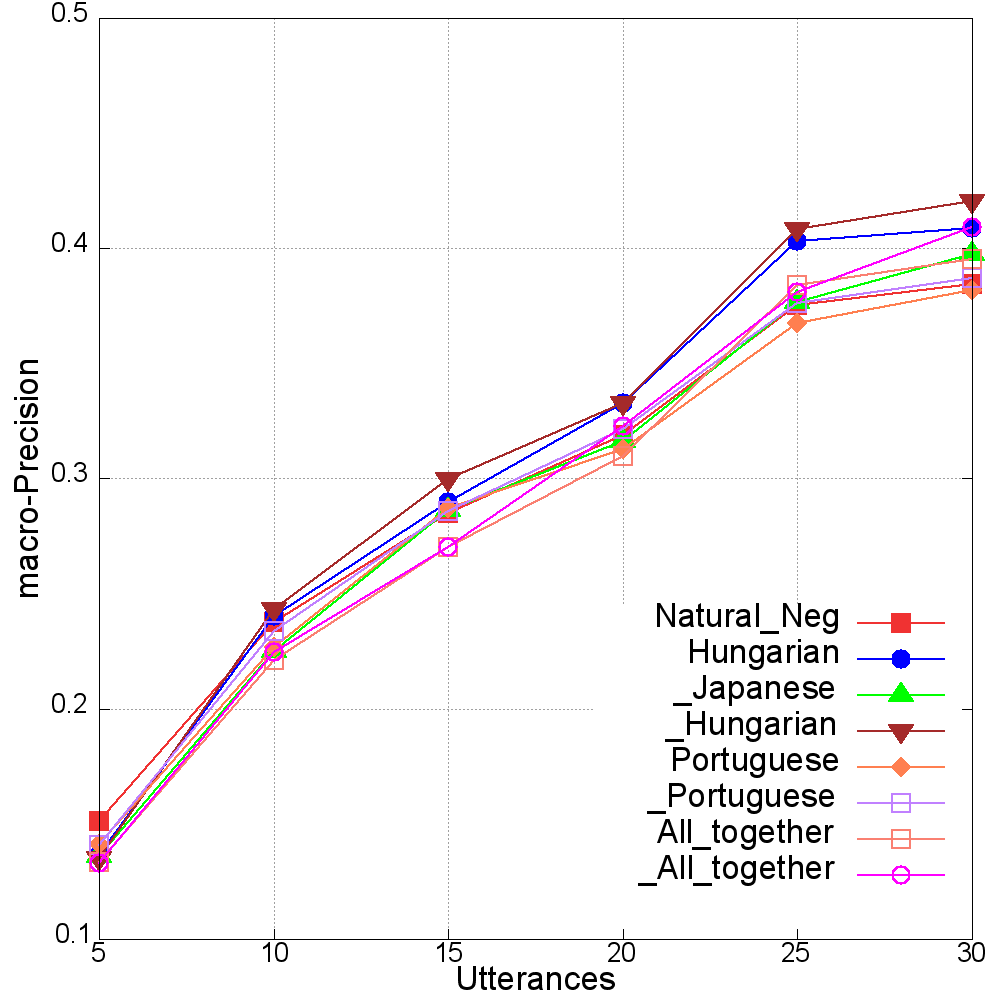 0.5
0.4
0.3
0.2
0.1
macro-Precision
Natural_Neg
Hungarian
_Japanese
_Hungarian
Portuguese
_Portuguese
All_together
_All_together
5 10 15 20 25 30
Utterances